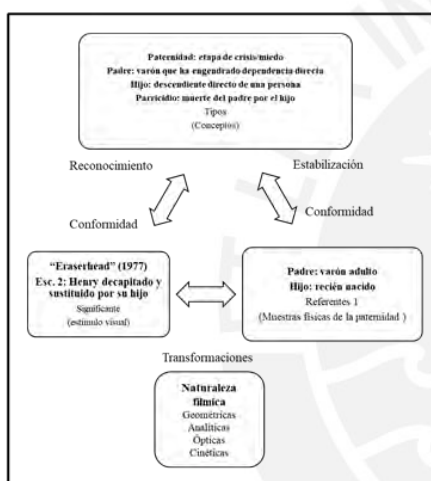 Paternidad: etapa de crisis/miedo
Padre: varón que ha engendrado dependencia directa
Hijo: descendiente directo de una persona
Parricidio: muerte del padre por el hijo
Tipos
(Conceptos)
Reconocimiento
Estabilización
Conformidad
Conformidad
“Eraserhead” (1977)
Esc. 2: Henry decapitado y
sustituido por su hijo
Significante
(estímulo visual)
Padre: varón adulto
Hijo: recién nacido
Referentes 1
(Muestras físicas de la paternidad )
Transformaciones
Naturaleza
fílmica
Geométricas
Analíticas
Ópticas
Cinéticas